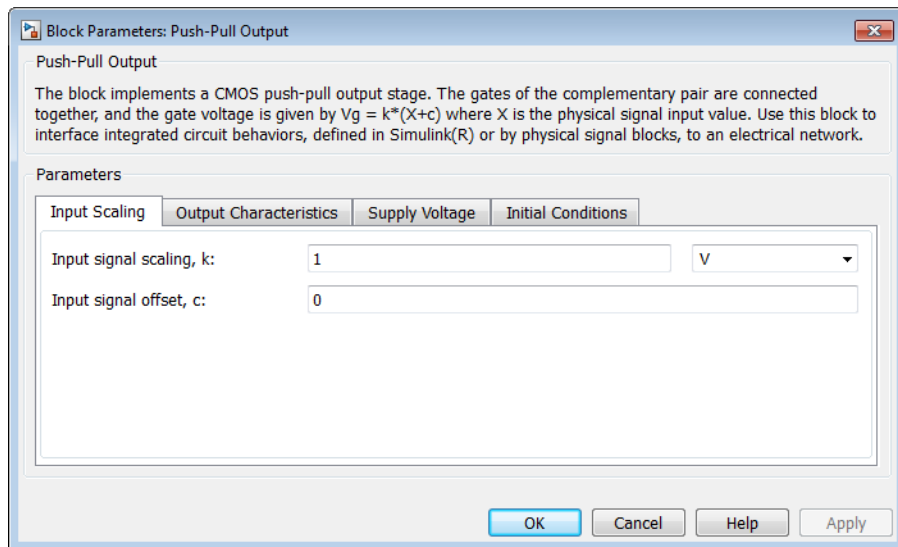 Block Parameters: Push-Pull Output
Push-Pull Output
The block implements a CMOS push-pull output stage. The gates of the complementary pair are connected
together, and the gate voltage is given by Vg = k*(X+c) where X is the physical signal input value. Use this block to
interface integrated circuit behaviors, defined in Simulink(R) or by physical signal blocks, to an electrical network.
Parameters
Input Scaling Output Characteristics Supply Voltage Initial Conditions
Input signal scaling, k: 1 V
Input signal offset, c: 0
OK Cancel Help Apply